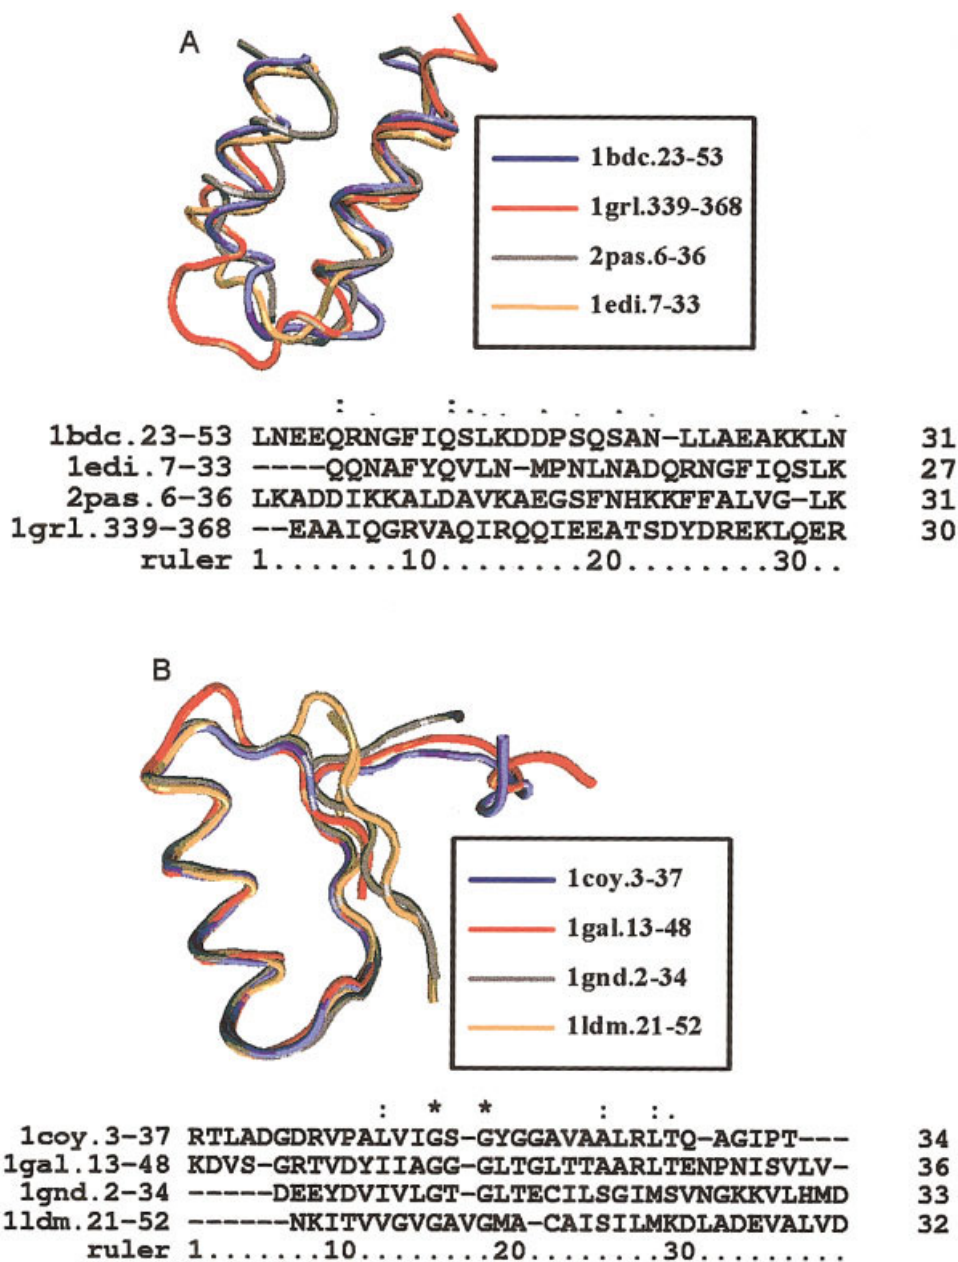 A
1bdc.23-53
1grl.339-368
2pas.6-36
1edi.7-33
: . :.. . . . . .
1bdc.23-53 LNEEQRNGFIQSLKDDPSQSAN-LLAEAKKLN 31
1edi.7-33 ----QQNAFYQVLN-MPNLNADQRNGFIQSLK 27
2pas.6-36 LKADDIKKALDAVKAEGSFNHKKFFALVG-LK 31
1grl.339-368 --EAAIQGRVAQIRQQIEEATSDYDREKLQER 30
ruler 1.......10........20........30..
B
1coy.3-37
1gal.13-48
1gnd.2-34
1ldm.21-52
: * * : :.
1coy.3-37 RTLADGDRVPALVIGS-GYGGAVAALRLTQ-AGIPT--- 34
1gal.13-48 KDVS-GRTVDYIIAGG-GLTGLTTAARLTENPNISVLV- 36
1gnd.2-34 -----DEEYDVIVLGT-GLTECILSGIMSVNGKKVLHMD 33
1ldm.21-52 ------NKITVVGVGAVGMA-CAISILMKDLADEVALVD 32
ruler 1.......10........20........30.........